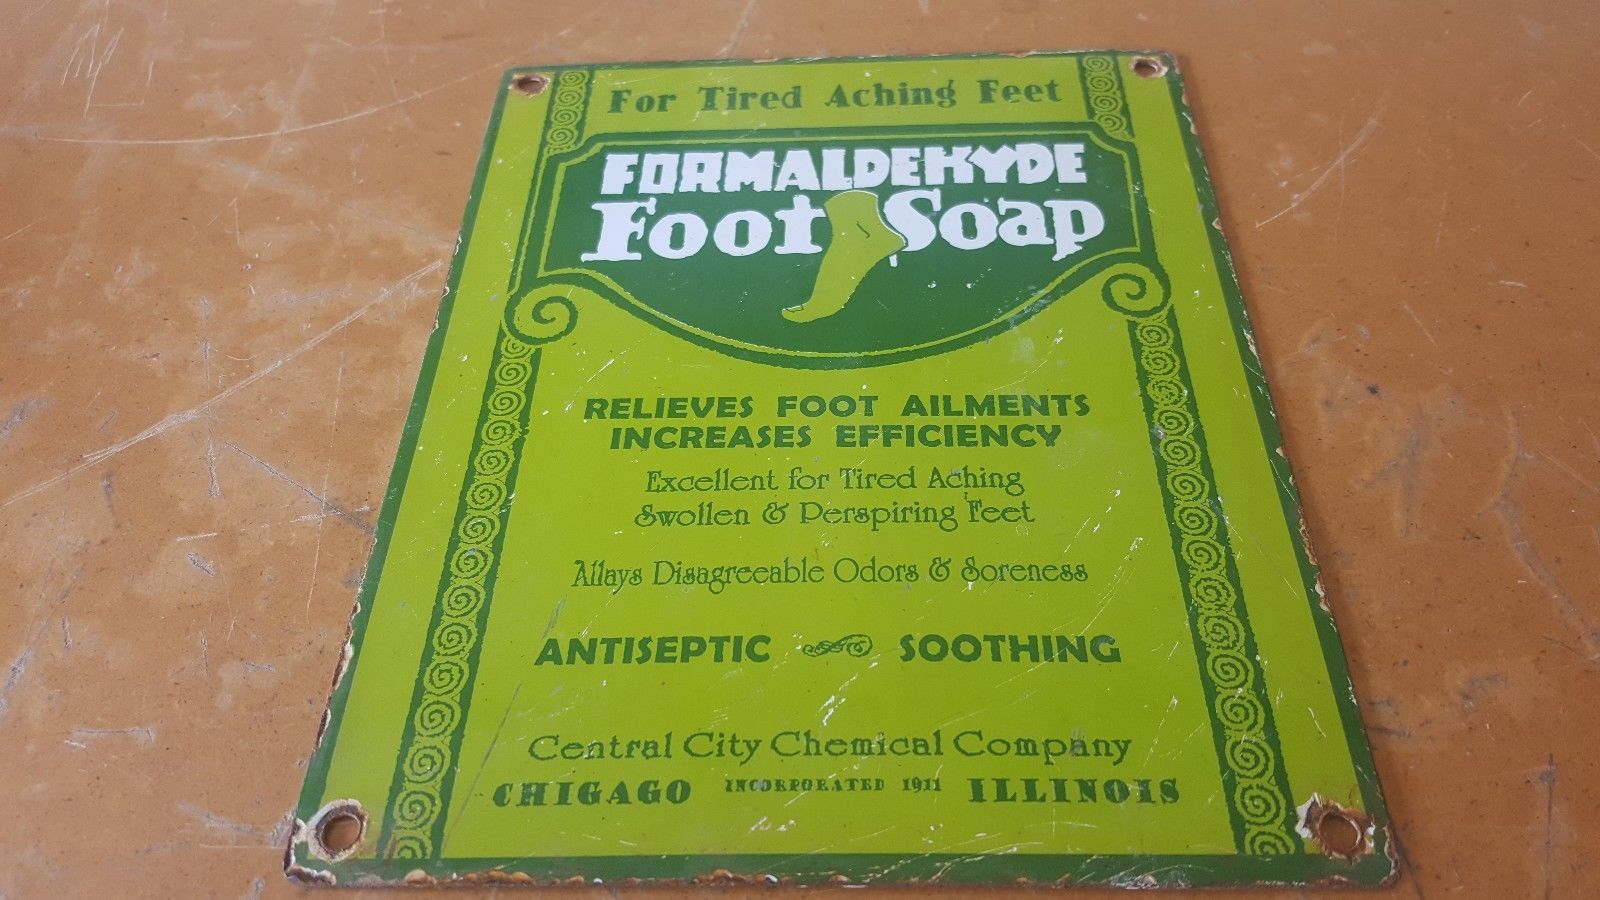 For Tired Aching Feet
FORMALDEHYDE
Foot Soap
RELIEVES FOOT AILMENTS
INCREASES EFFICIENCY
Excellent for Tired Aching
Swollen & Perspiring Feet
Allays Disagreeable Odors & Soreness
ANTISEPTIC SOOTHING
Central City Chemical Company
CHIGAGO INCORPORATED 1911 ILLINOIS